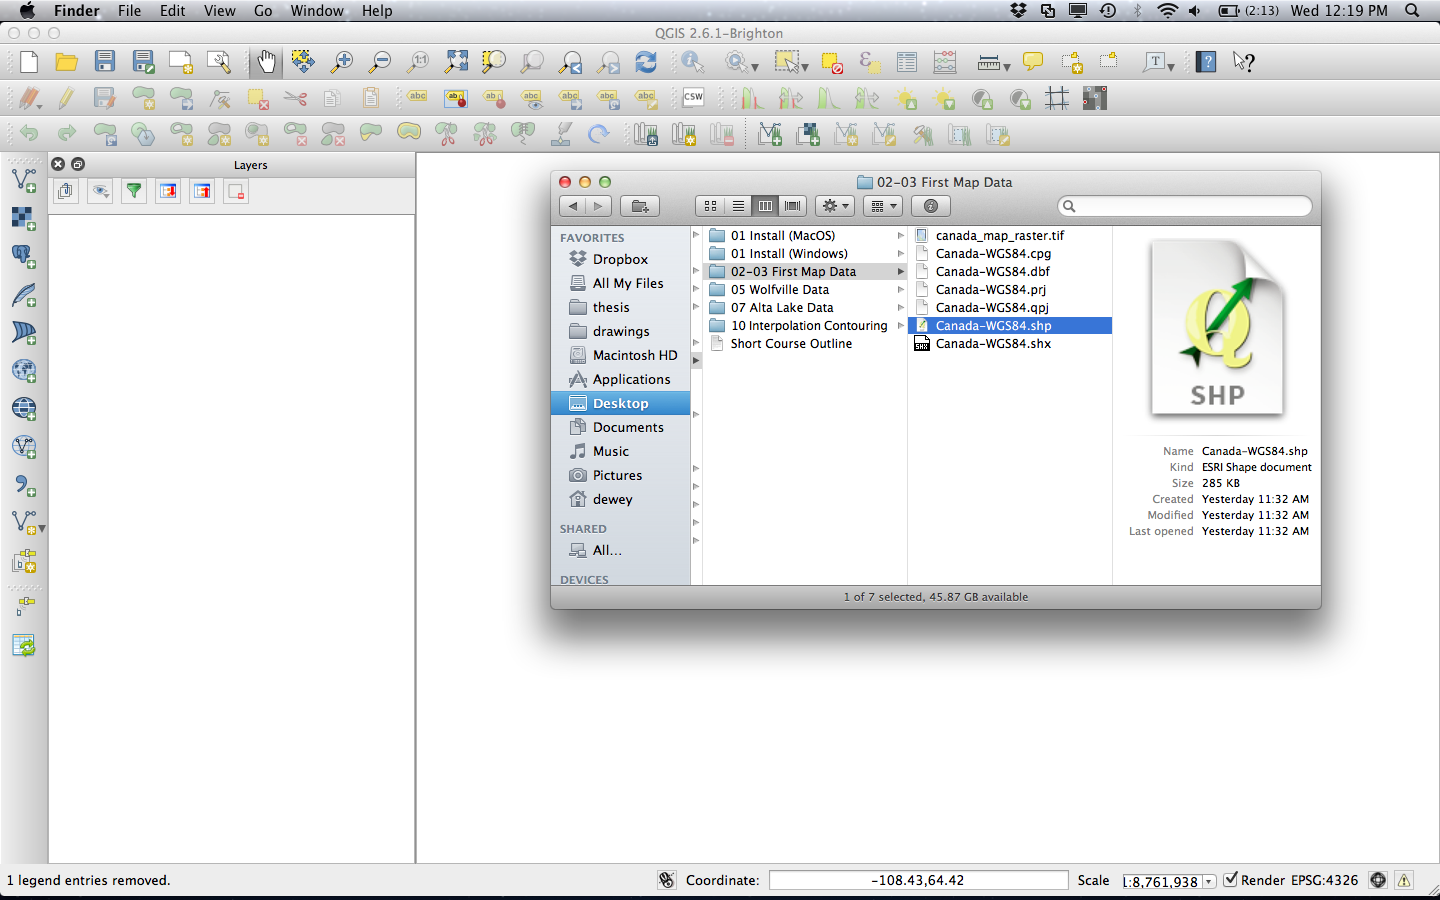 Finder File Edit View Go Window Help (2:13) Wed 12:19 PM
QGIS 2.6.1-Brighton
CSW
Layers
02-03 First Map Data
FAVORITES
Dropbox
All My Files
thesis
drawings
Macintosh HD
Applications
Desktop
Documents
Music
Pictures
dewey
SHARED
All...
DEVICES
01 Install (MacOS)
01 Install (Windows)
02-03 First Map Data
05 Wolfville Data
07 Alta Lake Data
10 Interpolation Contouring
Short Course Outline
canada_map_raster.tif
Canada-WGS84.cpg
Canada-WGS84.dbf
Canada-WGS84.prj
Canada-WGS84.qpj
Canada-WGS84.shp
Canada-WGS84.shx
SHP
Name Canada-WGS84.shp
Kind ESRI Shape document
Size 285 KB
Created Yesterday 11:32 AM
Modified Yesterday 11:32 AM
Last opened Yesterday 11:32 AM
1 of 7 selected, 45.87 GB available
1 legend entries removed. Coordinate: -108.43,64.42 Scale 1:8,761,938 Render EPSG:4326